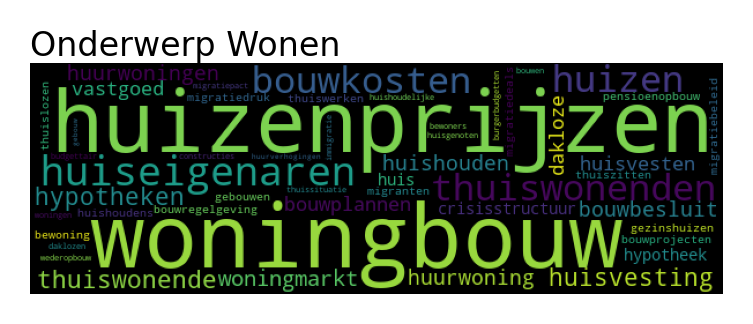 Onderwerp Wonen
huurwoningen migratiepact bouwkosten huizen bouwen
vastgoed migratiedruk thuiswerken huishoudelijke pensioenopbouw
thuislozen gebouw huizenprijzen immigratie bewoners huisgenoten burgerbudgetten migratiedeals dakloze migratiebeleid
constructies huurverhogingen huishouden huisvesten
huiseigenaren huis thuiszitten
hypotheken gebouwen thuissituatie migranten thuiswonenden
huishoudens bouwregelgeving bouwplannen crisisstructuur bouwbesluit
woningen bewoning woningbouw gezinshuizen
daklozen bouwprojecten
wederopbouw hypotheek
thuiswonende woningmarkt huurwoning huisvesting